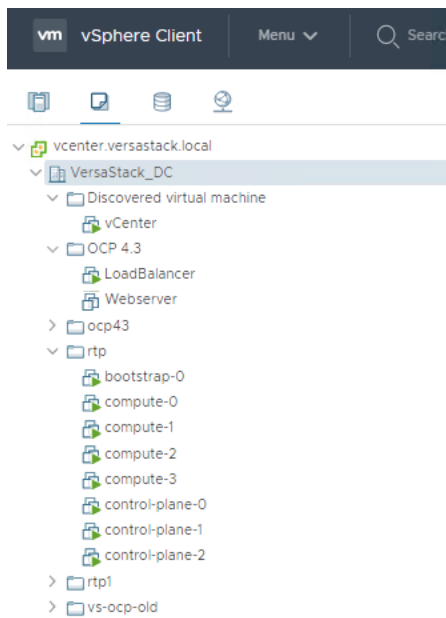 vm vSphere Client Menu Searc
vcenter.versastack.local
VersaStack_DC
Discovered virtual machine
vCenter
OCP 4.3
LoadBalancer
Webserver
ocp43
rtp
bootstrap-0
compute-0
compute-1
compute-2
compute-3
control-plane-0
control-plane-1
control-plane-2
rtp1
vs-ocp-old